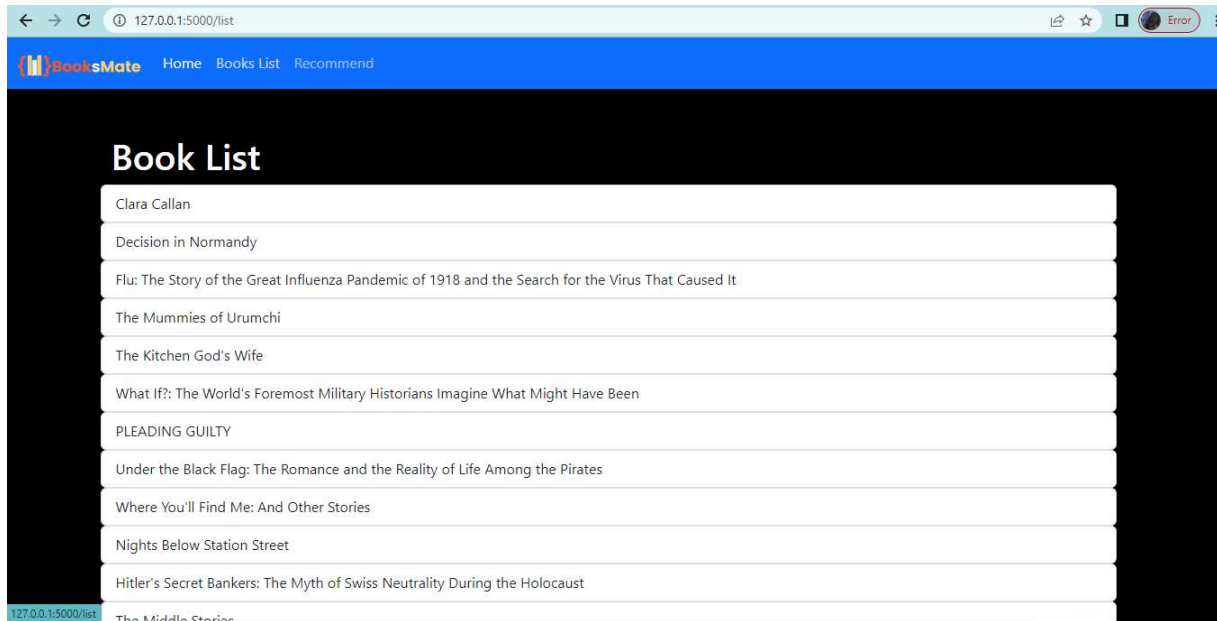 127.0.0.1:5000/list
Error
{}BooksMate Home Books List Recommend
Book List
Clara Callan
Decision in Normandy
Flu: The Story of the Great Influenza Pandemic of 1918 and the Search for the Virus That Caused It
The Mummies of Urumchi
The Kitchen God's Wife
What If?: The World's Foremost Military Historians Imagine What Might Have Been
PLEADING GUILTY
Under the Black Flag: The Romance and the Reality of Life Among the Pirates
Where You'll Find Me: And Other Stories
Nights Below Station Street
Hitler's Secret Bankers: The Myth of Swiss Neutrality During the Holocaust
The Middle Stories
127.0.0.1:5000/list